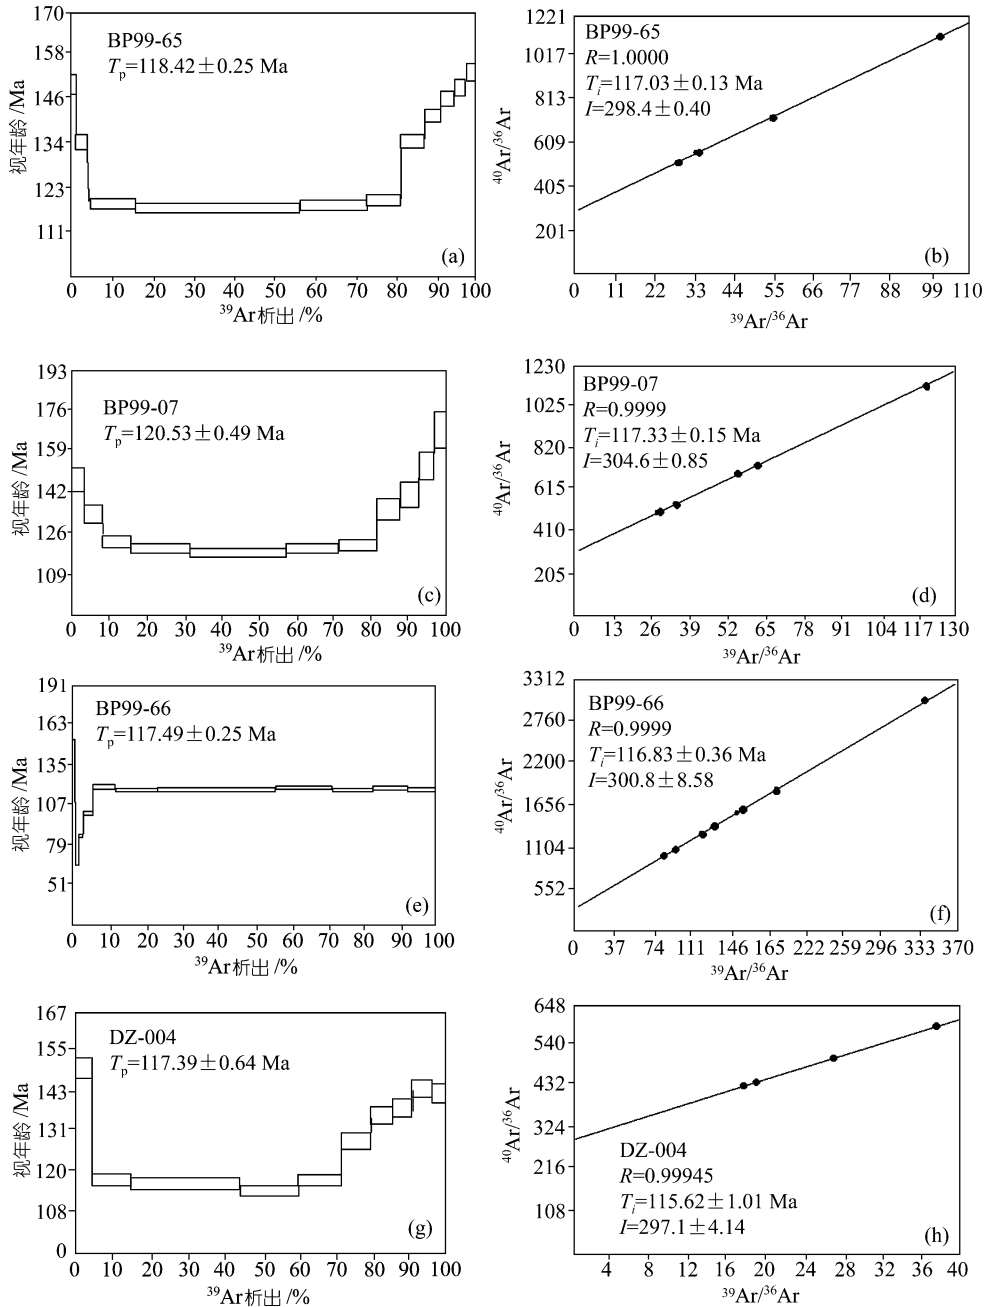 BP99-65
Tp=118.42±0.25 Ma
170
158
146
134
123
111
视年龄/Ma
(a)
0 10 20 30 40 50 60 70 80 90 100
³⁹Ar析出/%
BP99-65
R=1.0000
Ti=117.03±0.13 Ma
I=298.4±0.40
1221
1017
813
609
405
201
⁴⁰Ar/³⁶Ar
(b)
0 11 22 33 44 55 66 77 88 99 110
³⁹Ar/³⁶Ar
BP99-07
Tp=120.53±0.49 Ma
193
176
159
142
126
109
视年龄/Ma
(c)
0 10 20 30 40 50 60 70 80 90 100
³⁹Ar析出/%
BP99-07
R=0.9999
Ti=117.33±0.15 Ma
I=304.6±0.85
1230
1025
820
615
410
205
⁴⁰Ar/³⁶Ar
(d)
0 13 26 39 52 65 78 91 104 117 130
³⁹Ar/³⁶Ar
BP99-66
Tp=117.49±0.25 Ma
191
163
135
107
79
51
视年龄/Ma
(e)
0 10 20 30 40 50 60 70 80 90 100
³⁹Ar析出/%
BP99-66
R=0.9999
Ti=116.83±0.36 Ma
I=300.8±8.58
3312
2760
2200
1656
1104
552
⁴⁰Ar/³⁶Ar
(f)
0 37 74 111 146 185 222 259 296 333 370
³⁹Ar/³⁶Ar
DZ-004
Tp=117.39±0.64 Ma
167
155
143
131
120
108
0
视年龄/Ma
(g)
0 10 20 30 40 50 60 70 80 90 100
³⁹Ar析出/%
648
540
432
324
216
108
⁴⁰Ar/³⁶Ar
DZ-004
R=0.99945
Ti=115.62±1.01 Ma
I=297.1±4.14
(h)
4 8 12 16 20 24 28 32 36 40
³⁹Ar/³⁶Ar